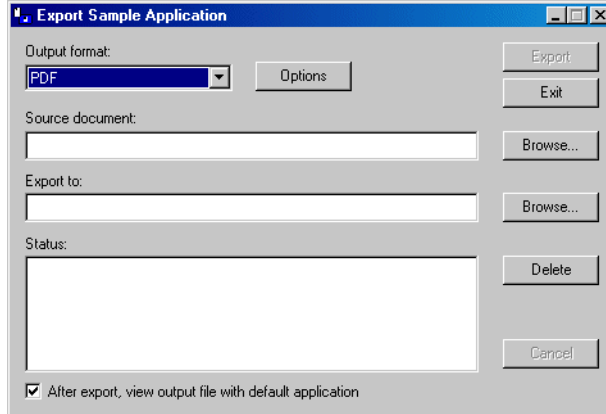 Export Sample Application
Output format:
Export
PDF
Options
Exit
Source document:
Browse...
Export to:
Browse...
Status:
Delete
Cancel
After export, view output file with default application